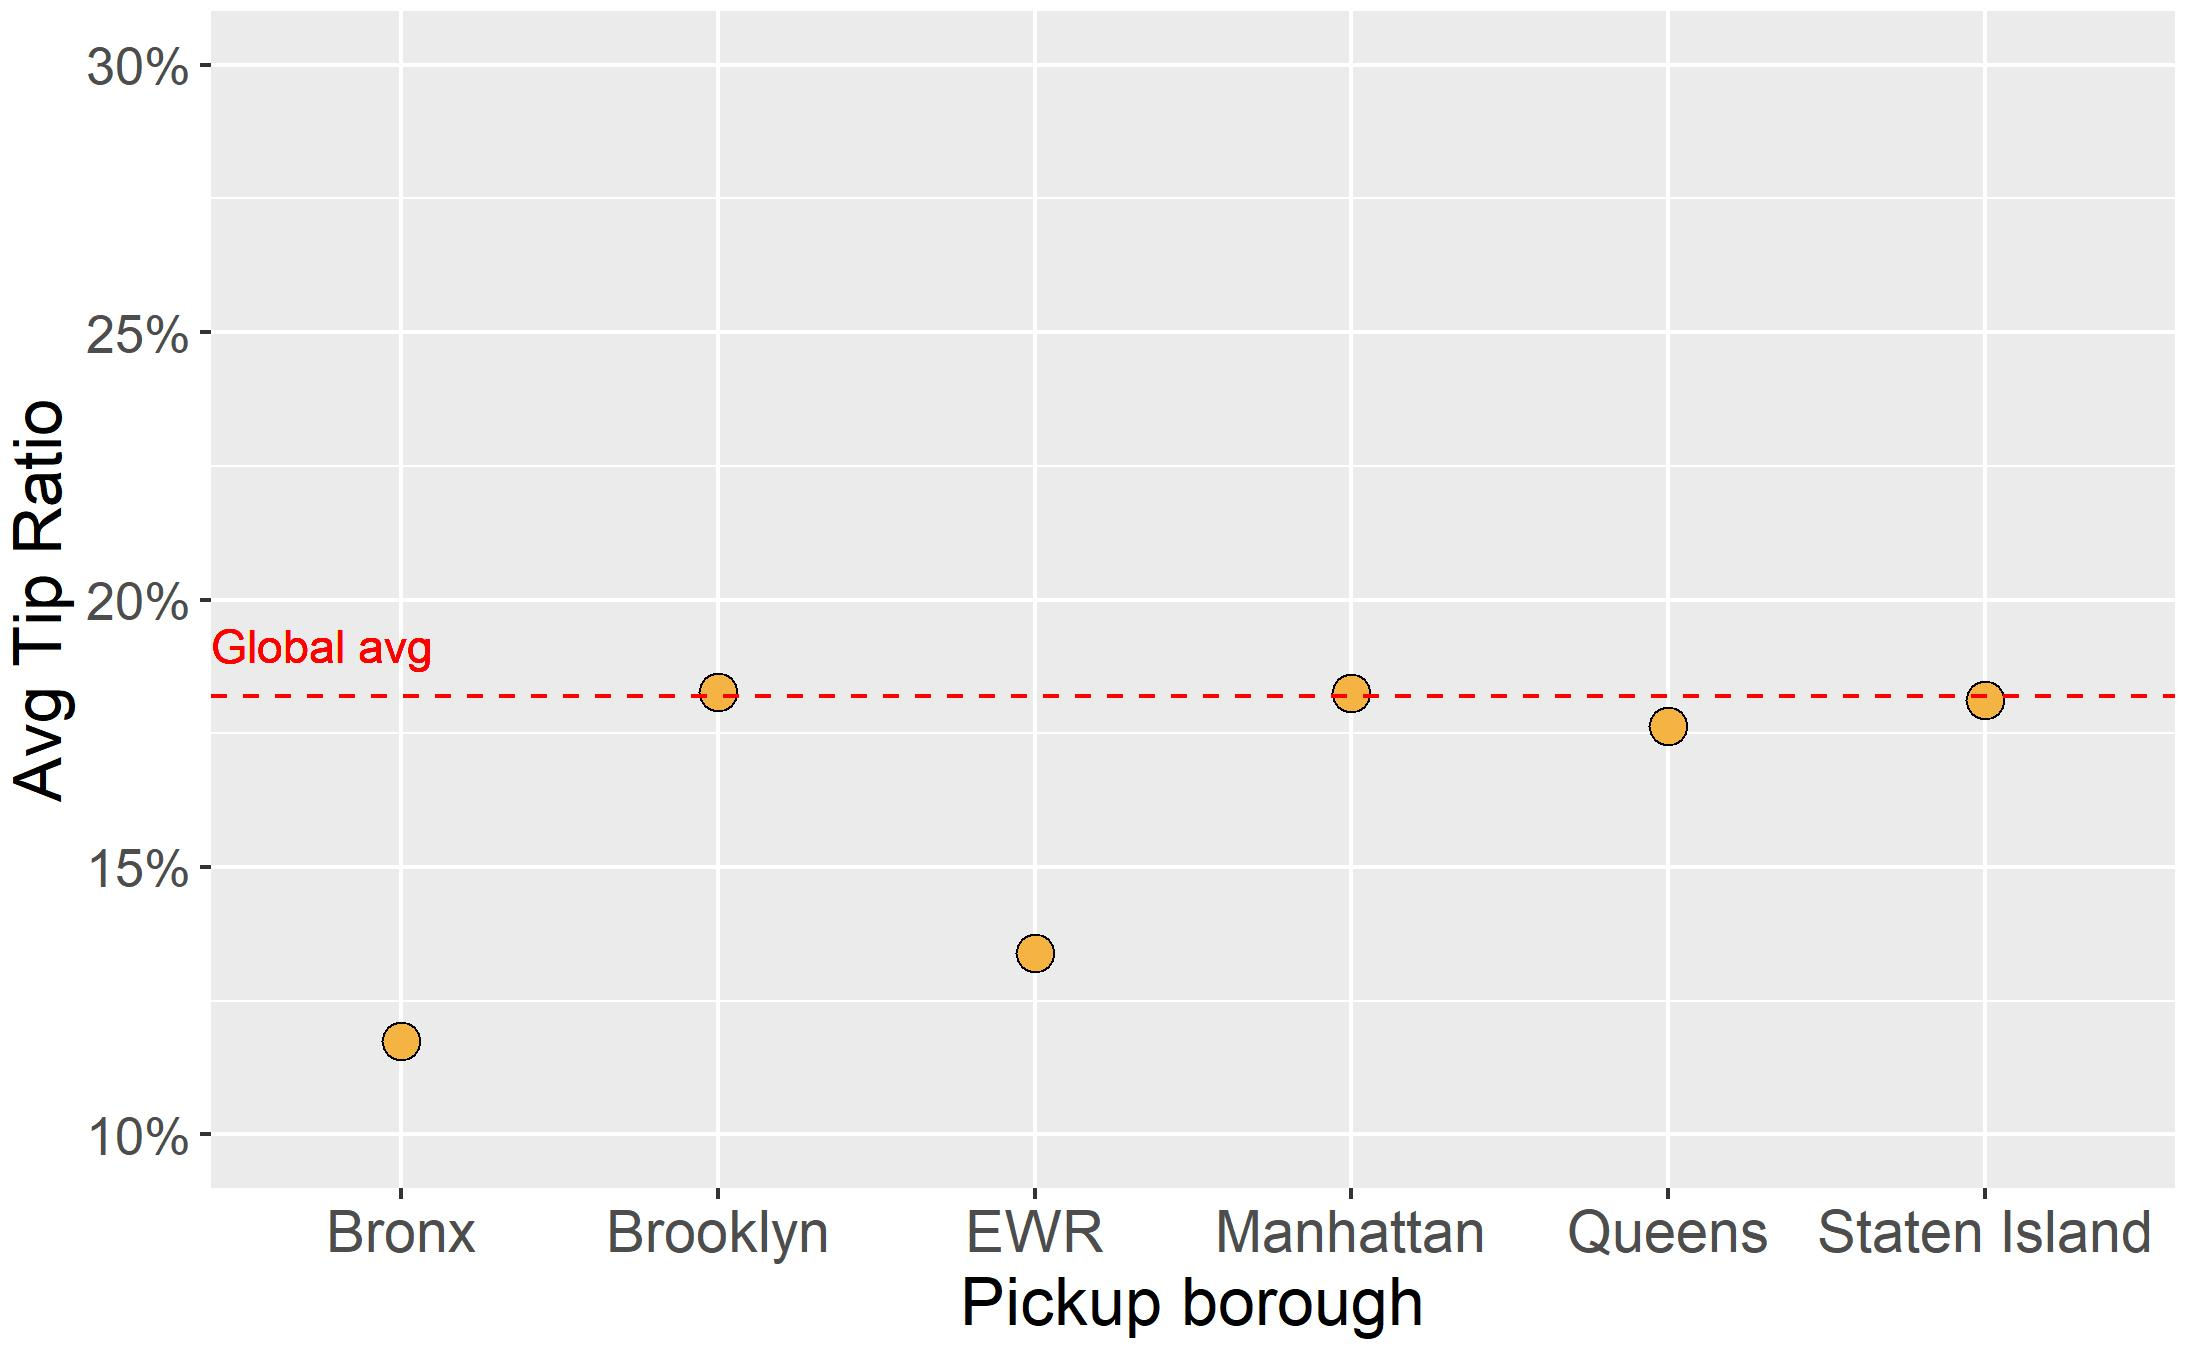 30%
25%
20%
15%
10%
Avg Tip Ratio
Global avg
Bronx Brooklyn EWR Manhattan Queens Staten Island
Pickup borough